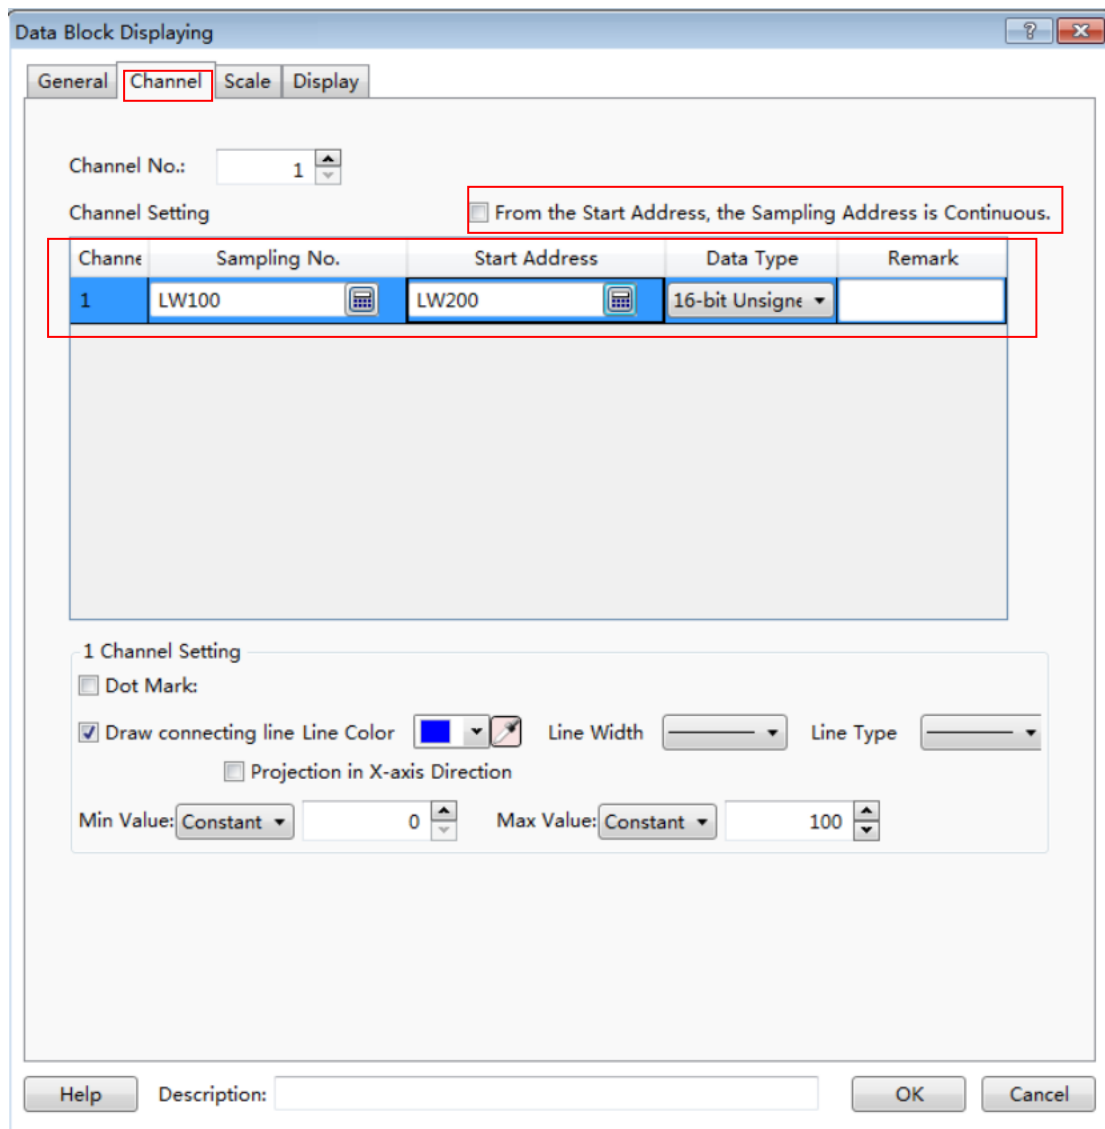 Data Block Displaying
General Channel Scale Display
Channel No.: 1
Channel Setting From the Start Address, the Sampling Address is Continuous.
Channe Sampling No. Start Address Data Type Remark
1 LW100 LW200 16-bit Unsigne
1 Channel Setting
Dot Mark:
Draw connecting line Line Color Line Width Line Type
Projection in X-axis Direction
Min Value: Constant 0 Max Value: Constant 100
Help Description: OK Cancel